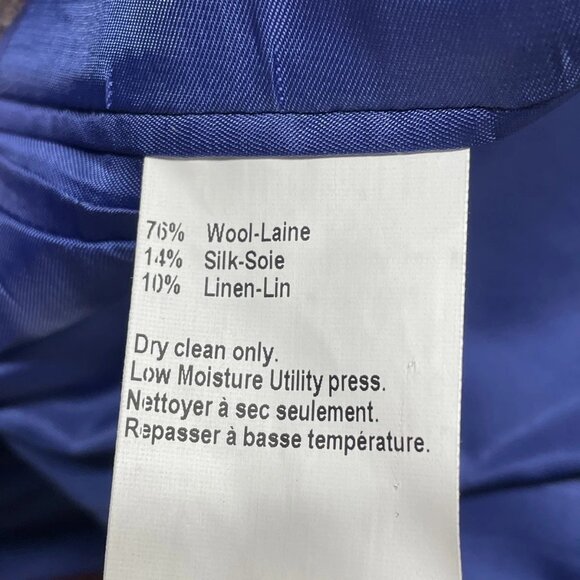 76% Wool-Laine
14% Silk-Soie
10% Linen-Lin
Dry clean only.
Low Moisture Utility press.
Nettoyer à sec seulement.
Repasser à basse température.